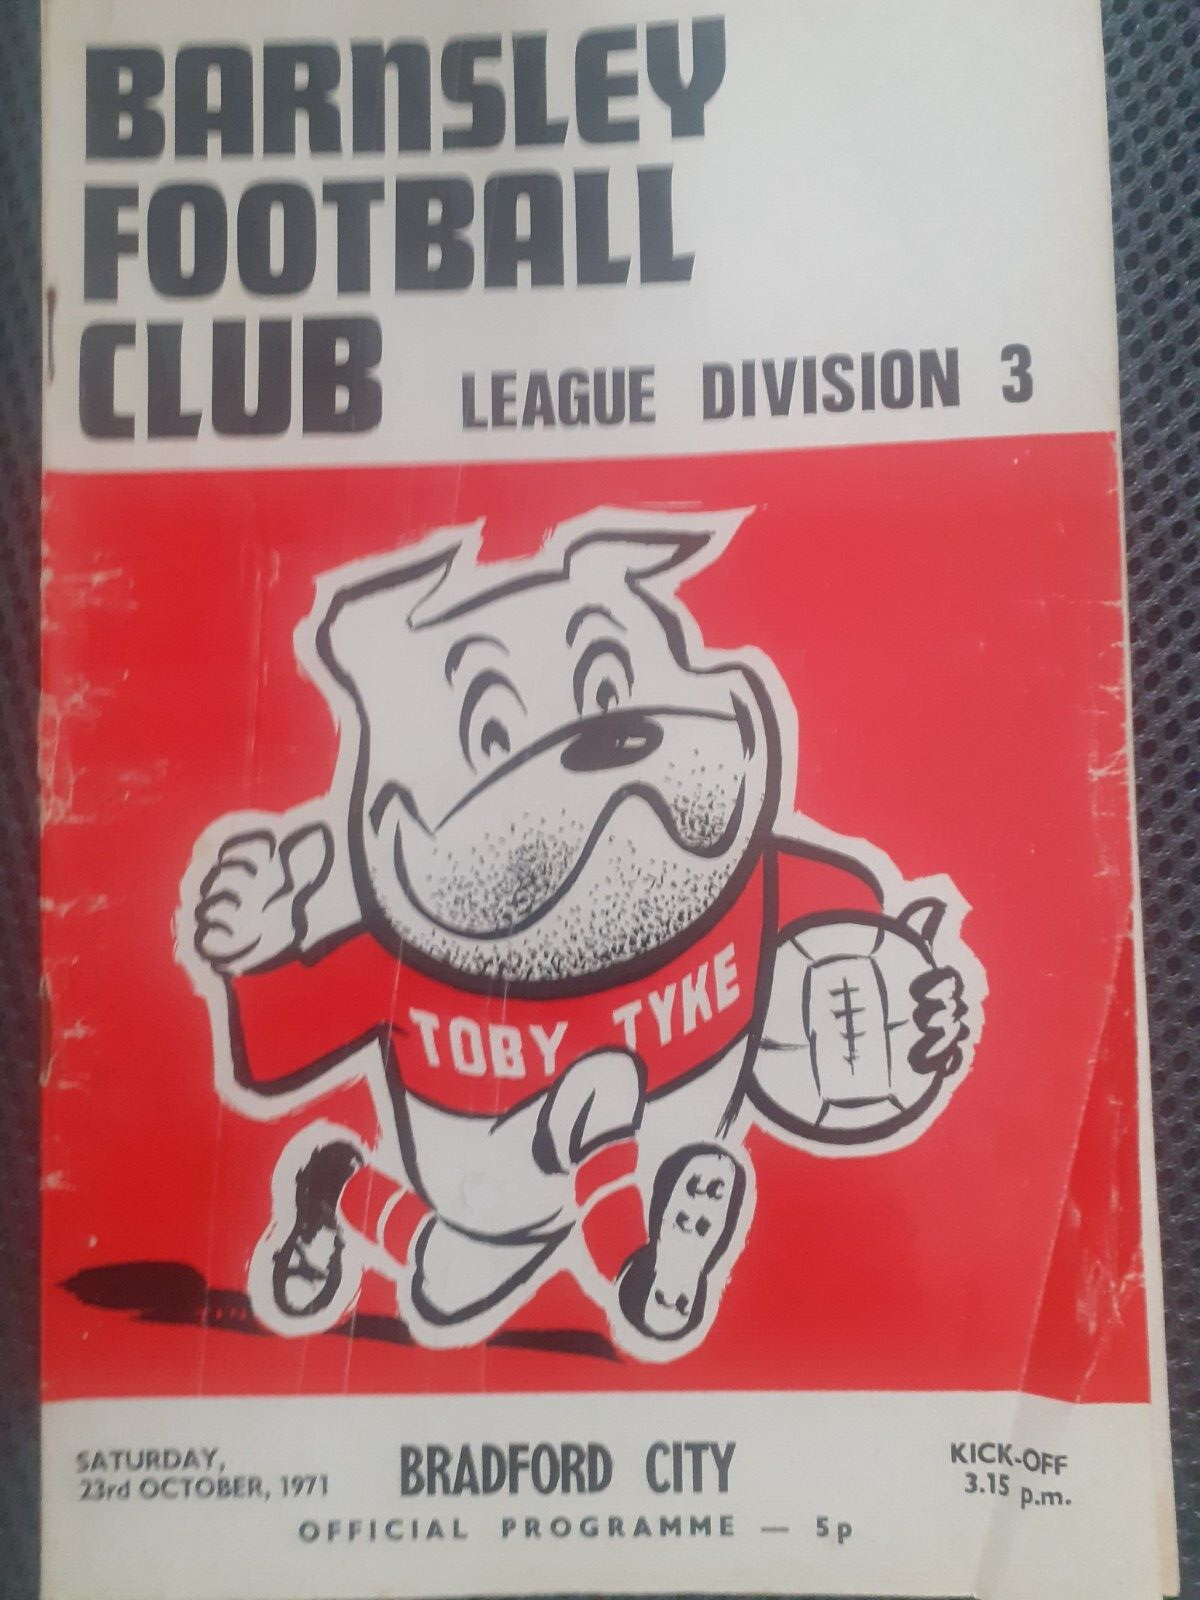 BARNSLEY
FOOTBALL
CLUB LEAGUE DIVISION 3
TOBY TYKE
SATURDAY,
23rd OCTOBER, 1971
BRADFORD CITY
KICK-OFF
3.15 p.m.
OFFICIAL PROGRAMME — 5p